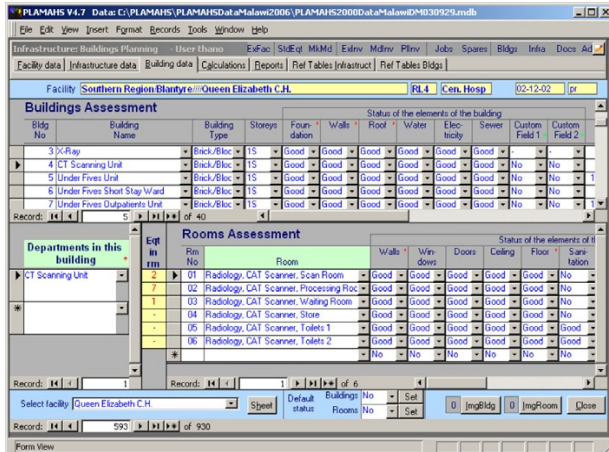 PLAMAHS V4.7 Data: C:\PLAMAHS\PLAMAHSDataMalawi2006\PLAMAHS2000DataMalawiDM030929.mdb
File Edit View Insert Format Records Tools Window Help
Infrastructure: Buildings Planning - User thano ExFac StdEqt MkMd ExInv MdInv PlInv Jobs Spares Bldgs Infra Docs Ad
Facility data Infrastructure data Building data Calculations Reports Ref Tables Infrastruct Ref Tables Bldgs
Facility Southern Region/Blantyre///Queen Elizabeth C.H. RL4 Cen. Hosp 02-12-02 pr
Buildings Assessment Status of the elements of the building
Bldg No Building Name Building Type Storeys Foun-dation * Walls * Roof * Water Elec-tricity Sewer Custom Field 1 Custom Field 2
3 X-Ray Brick/Bloc 1S Good Good Good Good Good Good - -
4 CT Scanning Unit Brick/Bloc 1S Good Good Good Good Good Good No No
5 Under Fives Unit Brick/Bloc 1S Good Good Good Good Good Good No No 1
6 Under Fives Short Stay Ward Brick/Bloc 1S Good Good Good Good Good Good No No
7 Under Fives Outpatients Unit Brick/Bloc 1S Good Good Good Good Good Good No No 1
Record: 5 of 40
Departments in this building *
CT Scanning Unit
Record: 1
Eqt in rm
Rooms Assessment Status of the elements of t
Rm No Room Walls * Win-dows Doors Ceiling Floor * Sani-tation
2 01 Radiology, CAT Scanner, Scan Room Good Good Good Good Good No
7 02 Radiology, CAT Scanner, Processing Roc Good Good Good Good Good No
1 03 Radiology, CAT Scanner, Waiting Room Good Good Good Good Good No
- 04 Radiology, CAT Scanner, Store Good Good Good Good Good No
- 05 Radiology, CAT Scanner, Toilets 1 Good Good Good Good Good Good
- 06 Radiology, CAT Scanner, Toilets 2 Good Good Good Good Good Good
* No No No No No No
Record: 1 of 6
Select facility Queen Elizabeth C.H. Sheet Default status Buildings No Set Rooms No Set 0 ImgBldg 0 ImgRoom Close
Record: 593 of 930
Form View